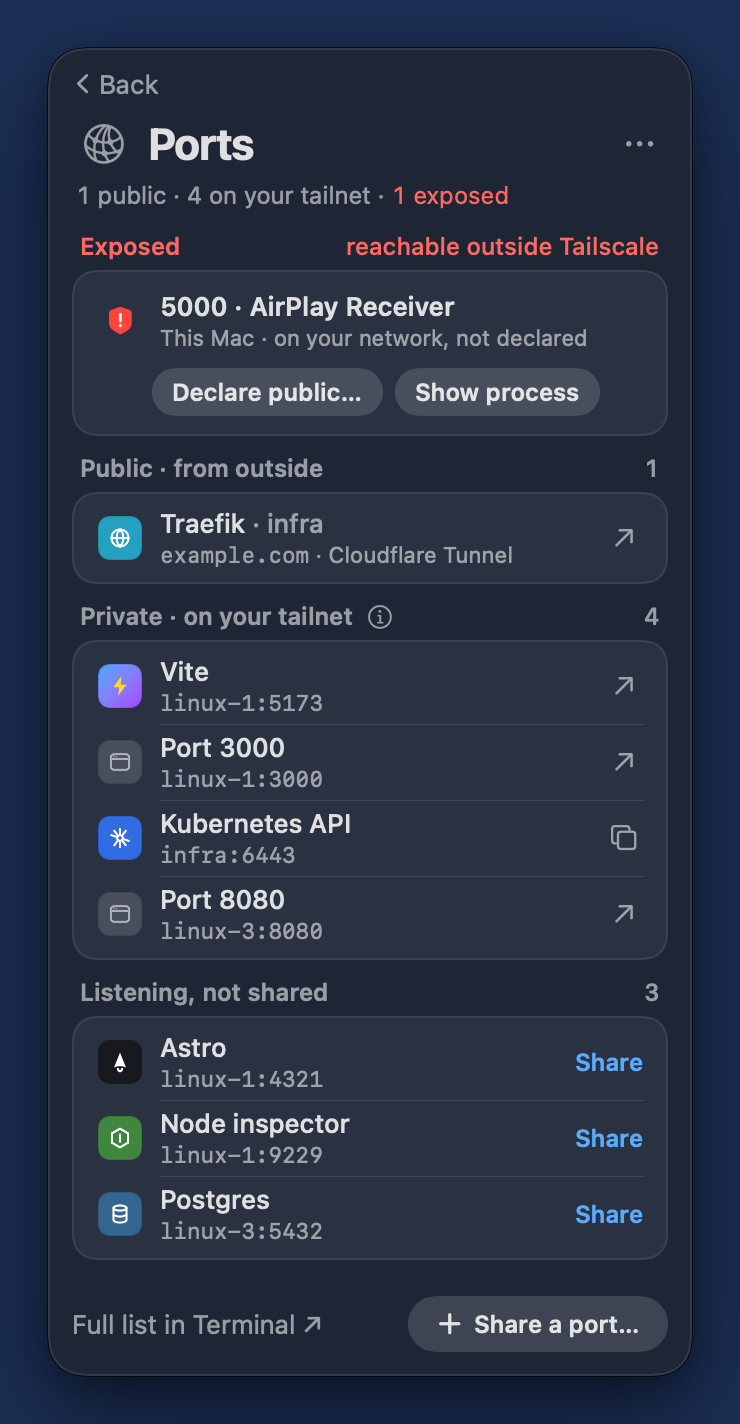 Back
Ports
1 public · 4 on your tailnet · 1 exposed
Exposed reachable outside Tailscale
5000 · AirPlay Receiver
This Mac · on your network, not declared
Declare public... Show process
Public · from outside 1
Traefik · infra
example.com · Cloudflare Tunnel
Private · on your tailnet 4
Vite
linux-1:5173
Port 3000
linux-1:3000
Kubernetes API
infra:6443
Port 8080
linux-3:8080
Listening, not shared 3
Astro
linux-1:4321
Share
Node inspector
linux-1:9229
Share
Postgres
linux-3:5432
Share
Full list in Terminal ↗ + Share a port...